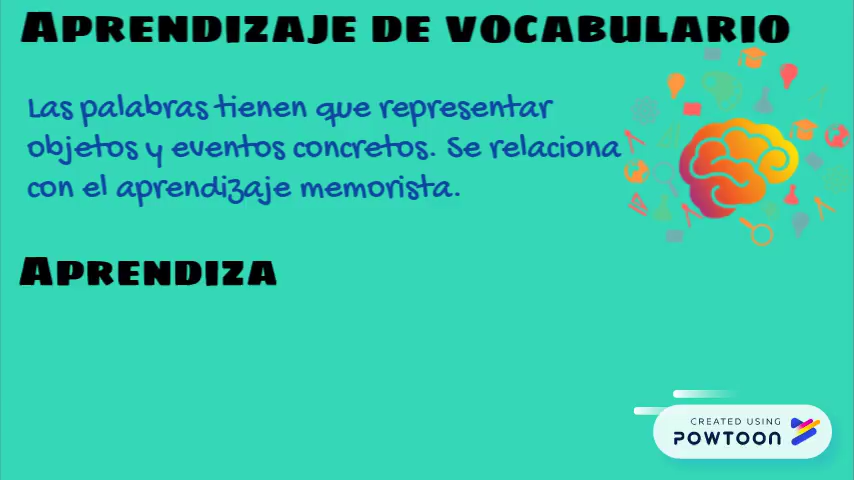 Aprendizaje de vocabulario
Las palabras tienen que representar
objetos y eventos concretos. Se relaciona
con el aprendizaje memorista.
Aprendiza
CREATED USING
POWTOON